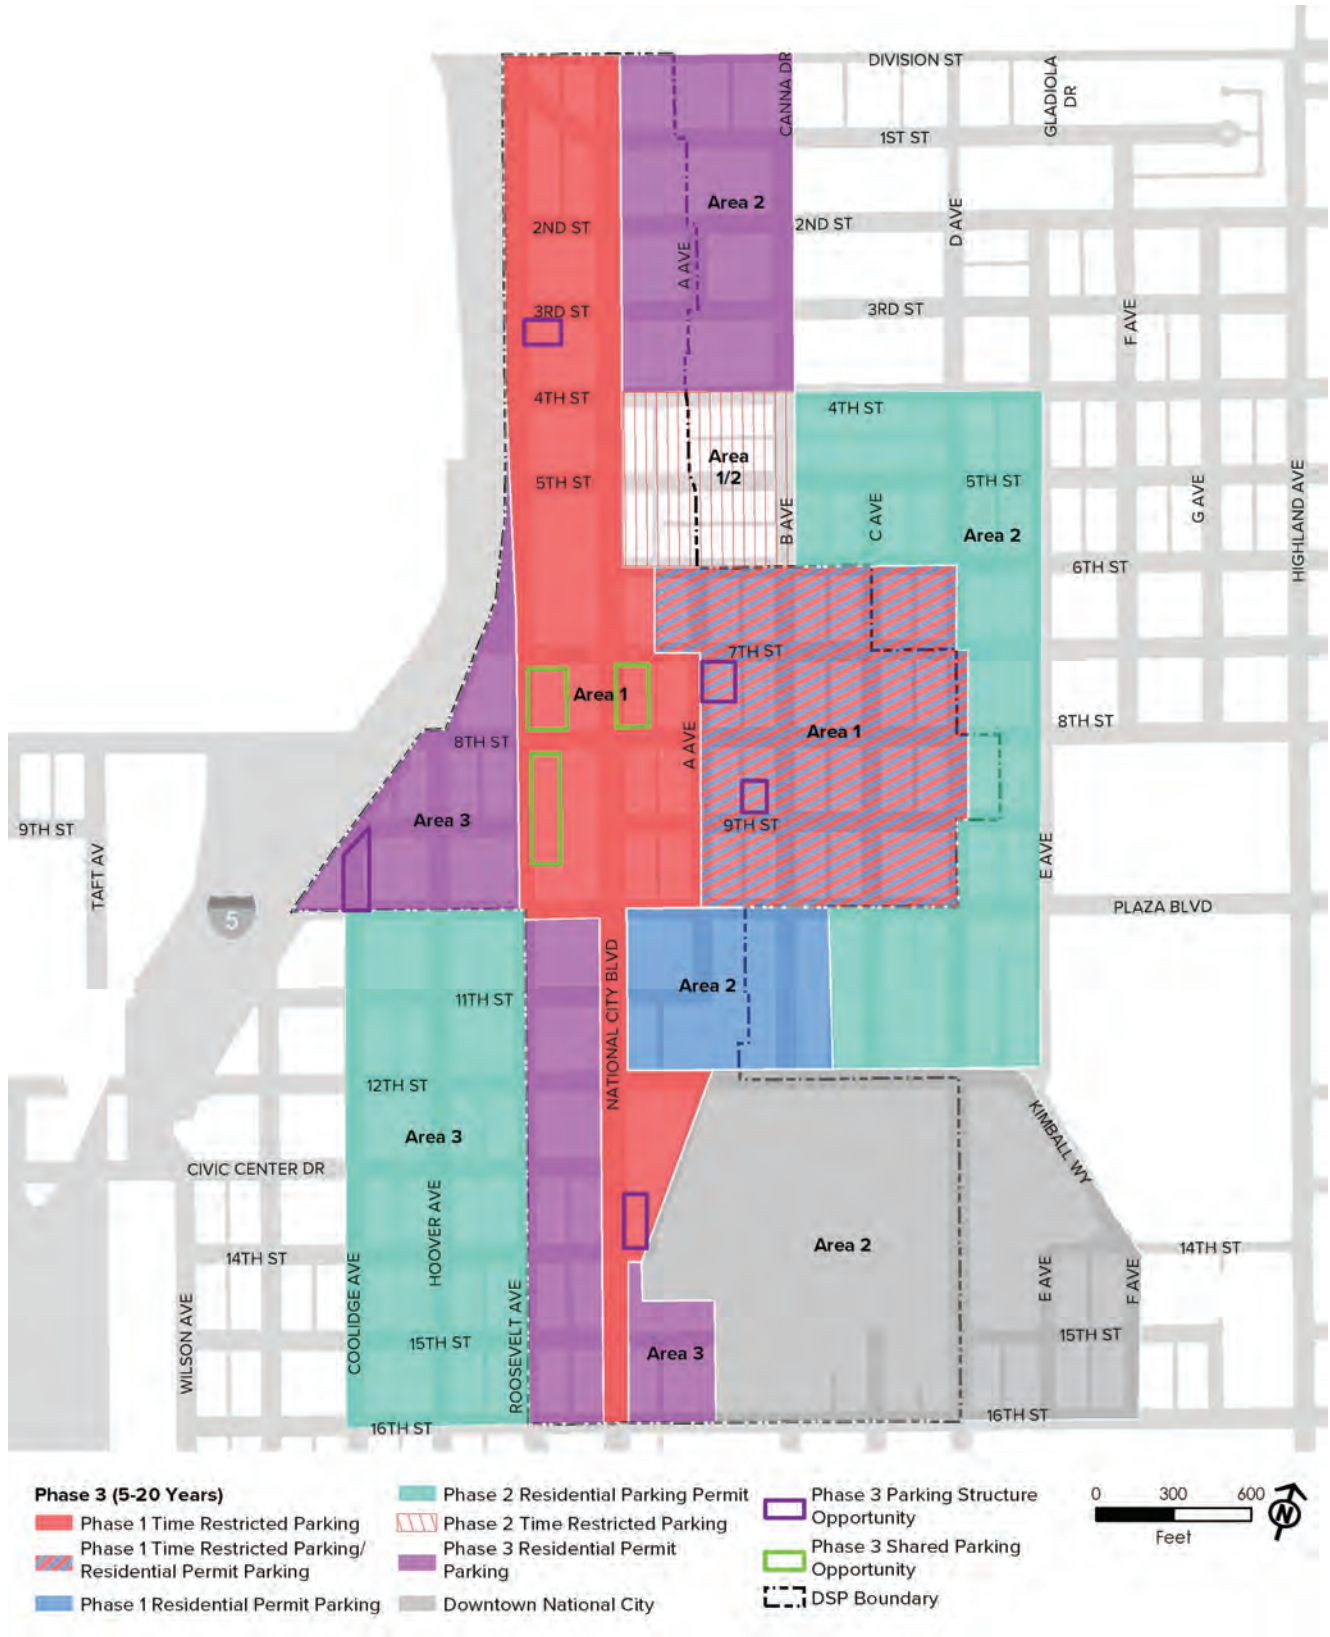 DIVISION ST
CANNA DR
GLADIOLA
DR
1ST ST
Area 2
2ND ST
2ND ST
D AVE
A AVE
3RD ST
3RD ST
F AVE
4TH ST
4TH ST
Area
1/2
5TH ST
5TH ST
B AVE
C AVE
Area 2
G AVE
HIGHLAND AVE
6TH ST
7TH ST
Area 1
8TH ST
8TH ST
A AVE
Area 1
9TH ST
Area 3
9TH ST
TAFT AV
E AVE
5
PLAZA BLVD
11TH ST
NATIONAL CITY BLVD
Area 2
12TH ST
Area 3
KIMBALL WY
CIVIC CENTER DR
HOOVER AVE
14TH ST
Area 2
14TH ST
COOLIDGE AVE
ROOSEVELT AVE
WILSON AVE
E AVE
F AVE
15TH ST
Area 3
15TH ST
16TH ST
16TH ST
Phase 3 (5-20 Years)
Phase 1 Time Restricted Parking
Phase 1 Time Restricted Parking/
Residential Permit Parking
Phase 1 Residential Permit Parking
Phase 2 Residential Parking Permit
Phase 2 Time Restricted Parking
Phase 3 Residential Permit
Parking
Downtown National City
Phase 3 Parking Structure
Opportunity
Phase 3 Shared Parking
Opportunity
DSP Boundary
0 300 600
Feet
N